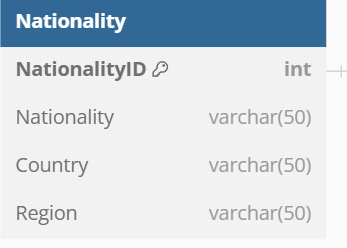 Nationality
NationalityID int
Nationality varchar(50)
Country varchar(50)
Region varchar(50)